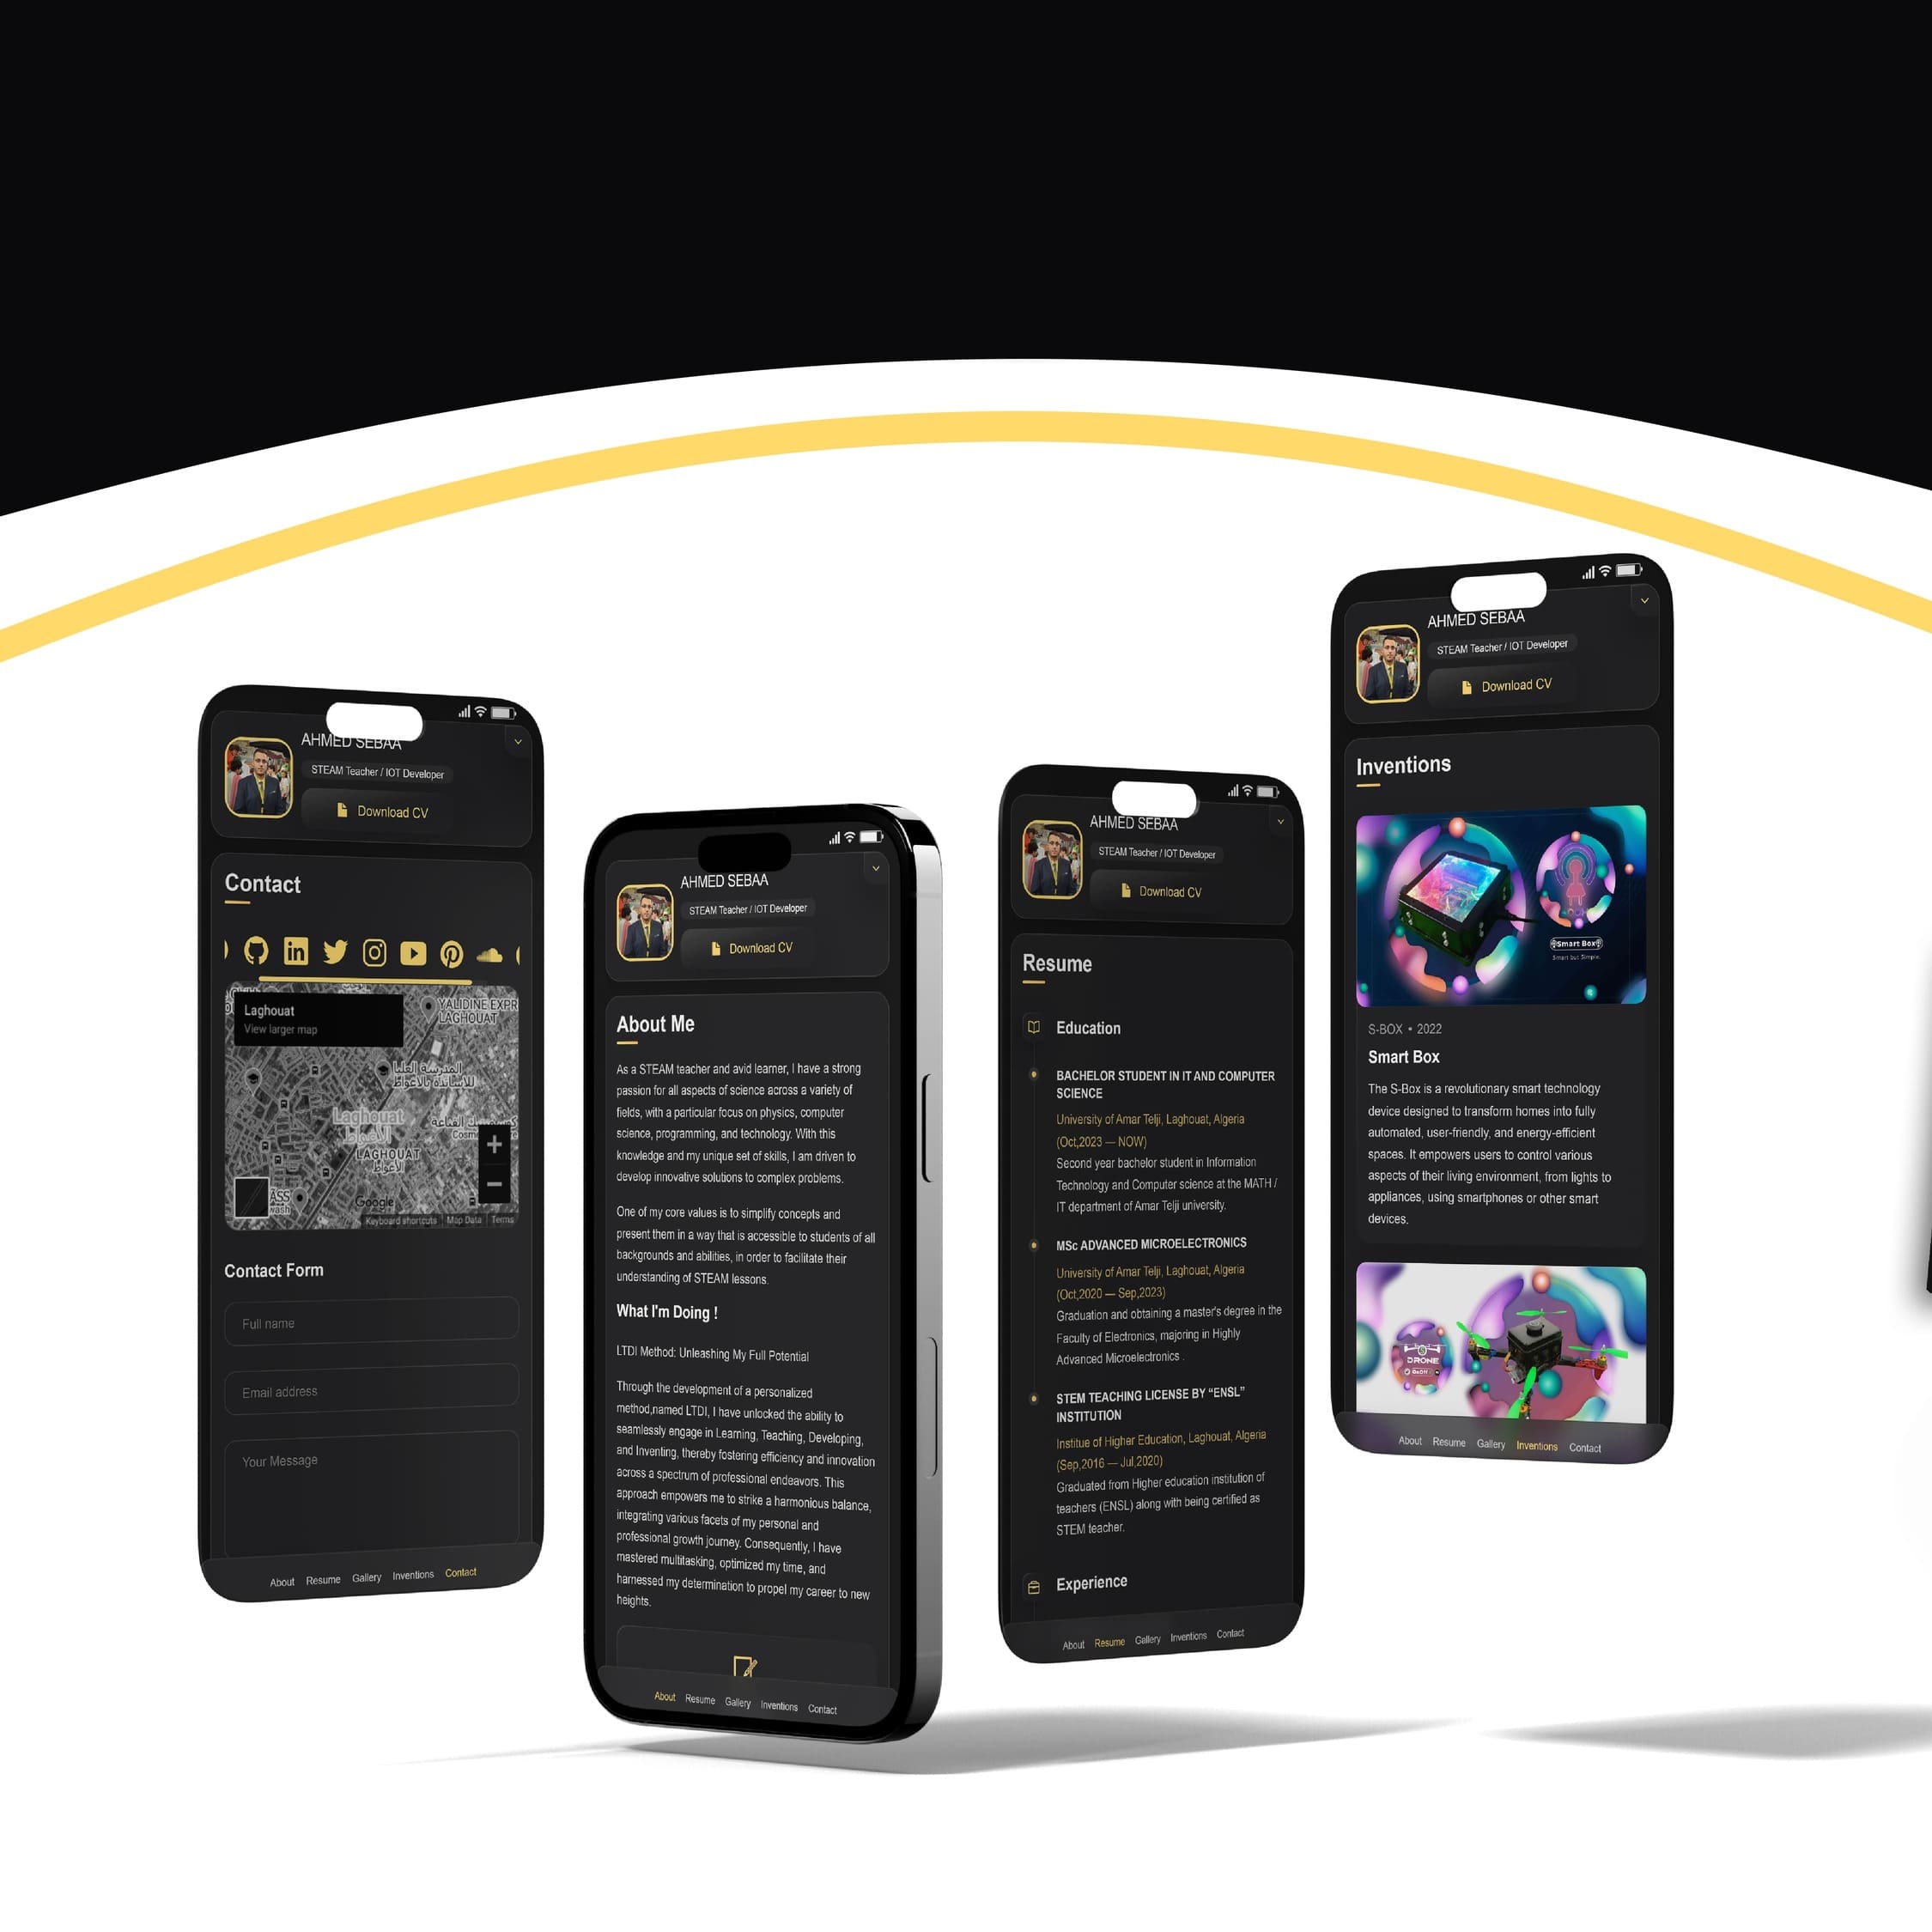 AHMED SEBAA
STEAM Teacher / IOT Developer
Download CV
Contact
Laghouat
View larger map
YALIDINE EXPR
LAGHOUAT
المدرسة العليا
للأساتذة بالأغواط
Laghouat
الأغواط
LAGHOUAT
الأغواط
Google
Keyboard shortcuts Map Data Terms
Contact Form
Full name
Email address
Your Message
About Resume Gallery Inventions Contact
AHMED SEBAA
STEAM Teacher / IOT Developer
Download CV
About Me
As a STEAM teacher and avid learner, I have a strong
passion for all aspects of science across a variety of
fields, with a particular focus on physics, computer
science, programming, and technology. With this
knowledge and my unique set of skills, I am driven to
develop innovative solutions to complex problems.
One of my core values is to simplify concepts and
present them in a way that is accessible to students of all
backgrounds and abilities, in order to facilitate their
understanding of STEAM lessons.
What I'm Doing !
LTDI Method: Unleashing My Full Potential
Through the development of a personalized
method,named LTDI, I have unlocked the ability to
seamlessly engage in Learning, Teaching, Developing,
and Inventing, thereby fostering efficiency and innovation
across a spectrum of professional endeavors. This
approach empowers me to strike a harmonious balance,
integrating various facets of my personal and
professional growth journey. Consequently, I have
mastered multitasking, optimized my time, and
harnessed my determination to propel my career to new
heights.
About Resume Gallery Inventions Contact
AHMED SEBAA
STEAM Teacher / IOT Developer
Download CV
Resume
Education
BACHELOR STUDENT IN IT AND COMPUTER
SCIENCE
University of Amar Telji, Laghouat, Algeria
(Oct,2023 — NOW)
Second year bachelor student in Information
Technology and Computer science at the MATH /
IT department of Amar Telji university.
MSc ADVANCED MICROELECTRONICS
University of Amar Telji, Laghouat, Algeria
(Oct,2020 — Sep,2023)
Graduation and obtaining a master's degree in the
Faculty of Electronics, majoring in Highly
Advanced Microelectronics .
STEM TEACHING LICENSE BY “ENSL”
INSTITUTION
Institue of Higher Education, Laghouat, Algeria
(Sep,2016 — Jul,2020)
Graduated from Higher education institution of
teachers (ENSL) along with being certified as
STEM teacher.
Experience
About Resume Gallery Inventions Contact
AHMED SEBAA
STEAM Teacher / IOT Developer
Download CV
Inventions
Smart Box
Smart but Simple.
S-BOX • 2022
Smart Box
The S-Box is a revolutionary smart technology
device designed to transform homes into fully
automated, user-friendly, and energy-efficient
spaces. It empowers users to control various
aspects of their living environment, from lights to
appliances, using smartphones or other smart
devices.
DRONE
About Resume Gallery Inventions Contact